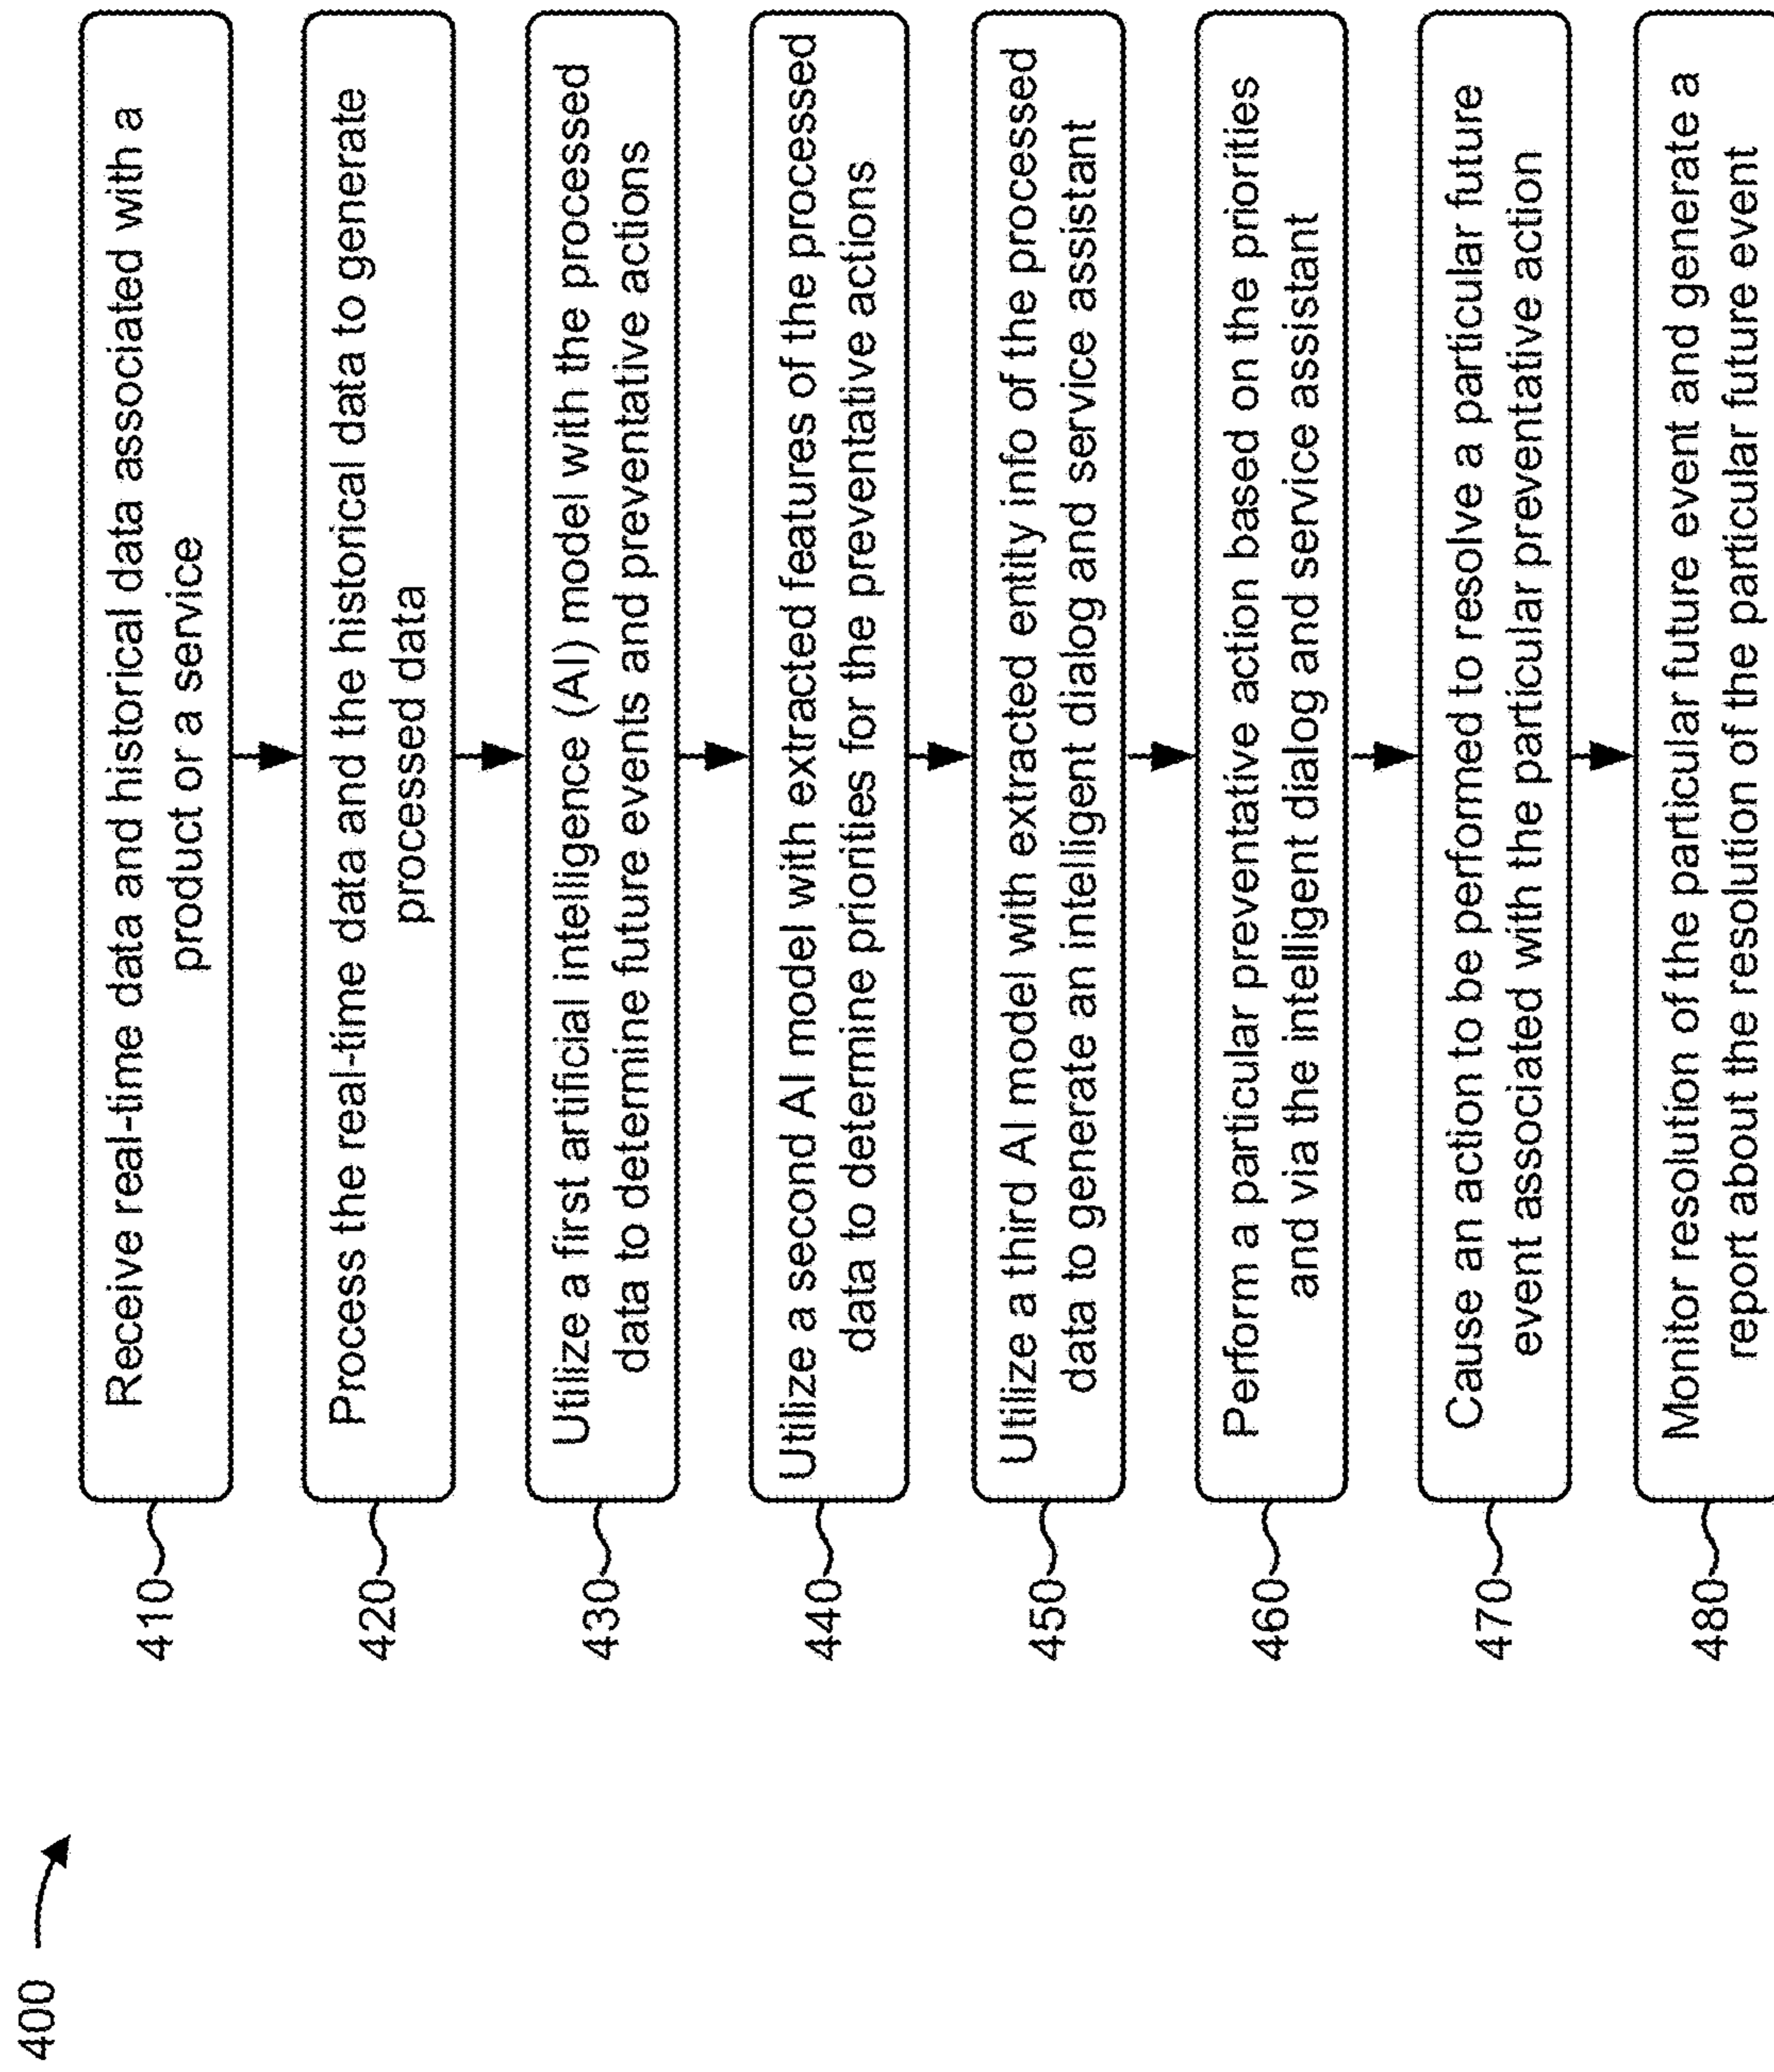 400
410
Receive real-time data and historical data associated with a
product or a service
420
Process the real-time data and the historical data to generate
processed data
430
Utilize a first artificial intelligence (AI) model with the processed
data to determine future events and preventative actions
440
Utilize a second AI model with extracted features of the processed
data to determine priorities for the preventative actions
450
Utilize a third AI model with extracted entity info of the processed
data to generate an intelligent dialog and service assistant
460
Perform a particular preventative action based on the priorities
and via the intelligent dialog and service assistant
470
Cause an action to be performed to resolve a particular future
event associated with the particular preventative action
480
Monitor resolution of the particular future event and generate a
report about the resolution of the particular future event